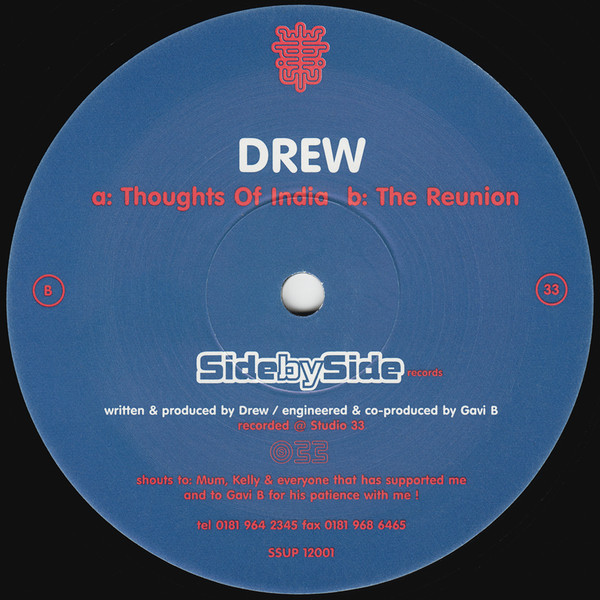 DREW
a: Thoughts Of India b: The Reunion
B
33
SidebySide records
written & produced by Drew / engineered & co-produced by Gavi B
recorded @ Studio 33
@33
shouts to: Mum, Kelly & everyone that has supported me
and to Gavi B for his patience with me !
tel 0181 964 2345 fax 0181 968 6465
SSUP 12001